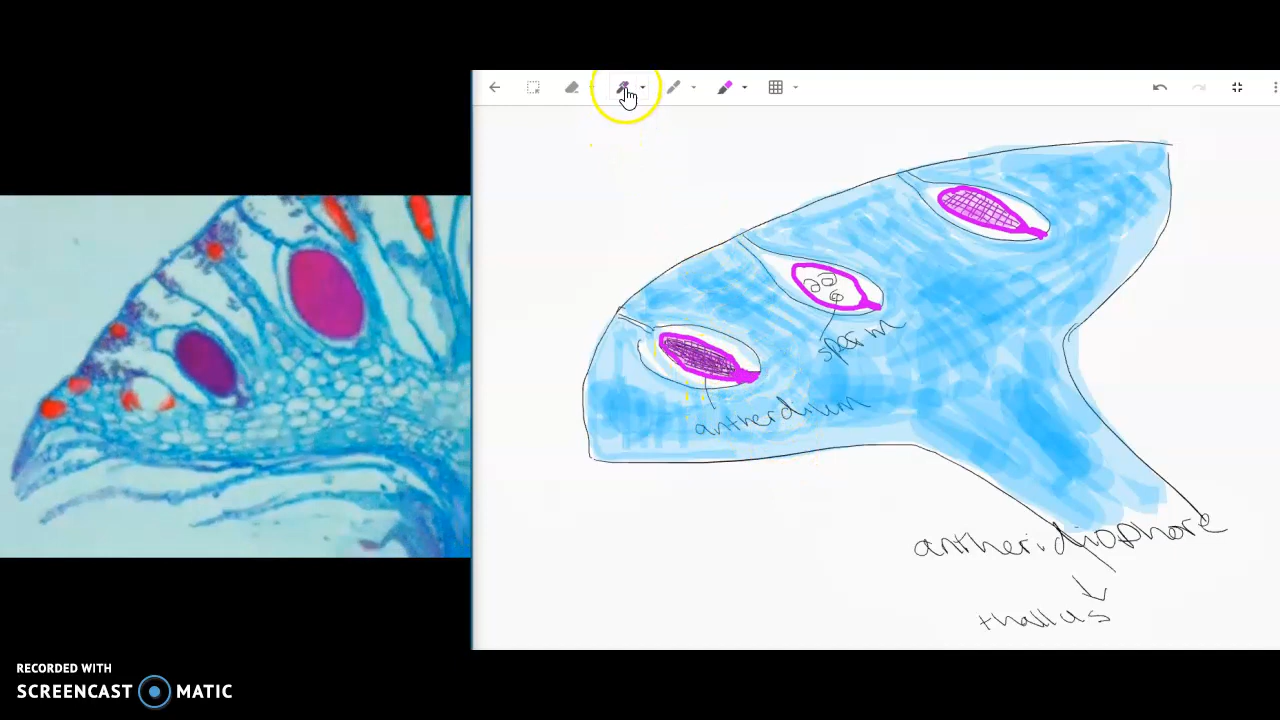 sperm
antherdium
antheridiophore
thallus
RECORDED WITH
SCREENCAST MATIC